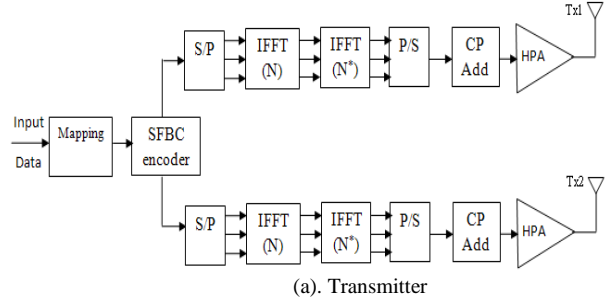 Tx1
S/P
IFFT
(N)
IFFT
(N*)
P/S
CP
Add
HPA
Input
Data
Mapping
SFBC
encoder
Tx2
S/P
IFFT
(N)
IFFT
(N*)
P/S
CP
Add
HPA
(a). Transmitter